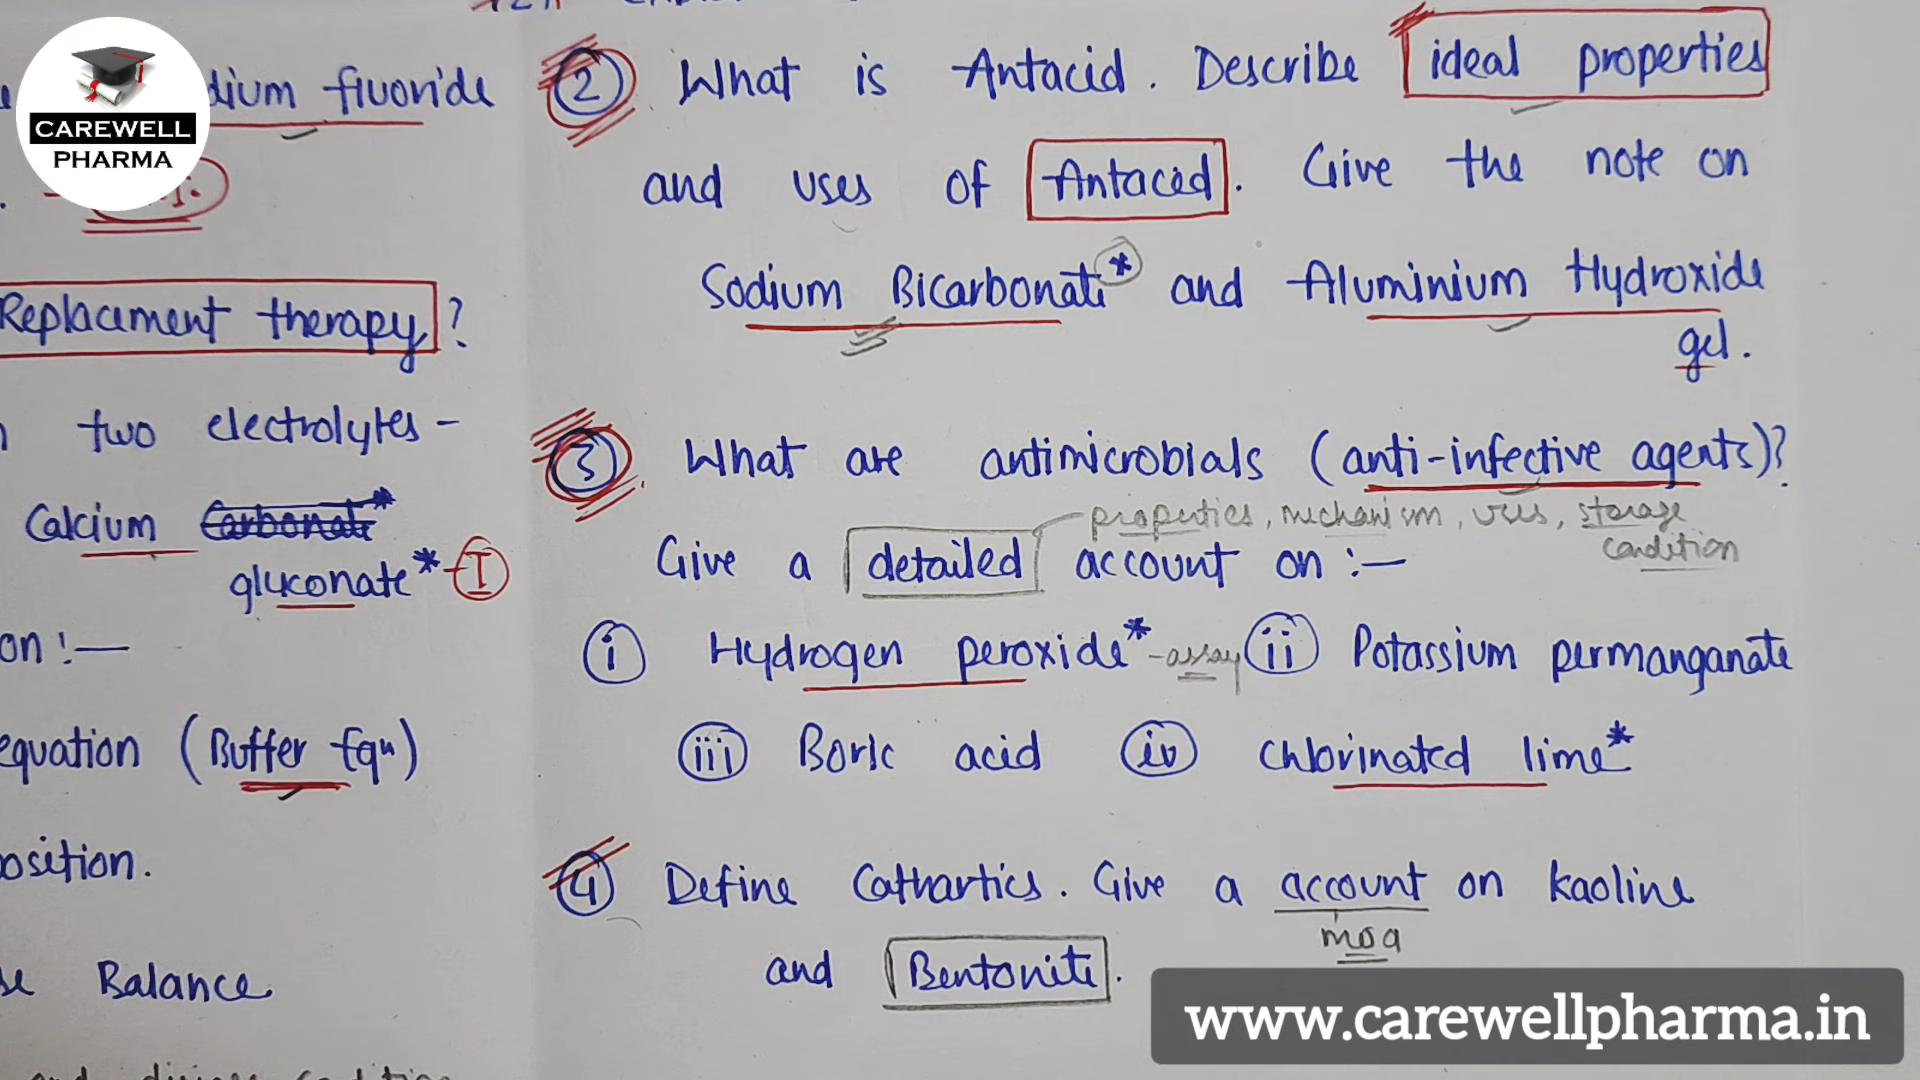 CAREWELL
PHARMA
dium fluoride
Replacement therapy?
two electrolytes -
Calcium Carbonate*
gluconate* - I
on :-
equation (Buffer Eqn)
osition.
se Balance
2 What is Antacid. Describe ideal properties
and uses of Antacid. Give the note on
Sodium Bicarbonate* and Aluminium Hydroxide
gel.
3 What are antimicrobials (anti-infective agents)?
properties, mechanism, uses, storage
condition
Give a detailed account on :-
i Hydrogen peroxide* - assay ii Potassium permanganate
iii Boric acid iv Chlorinated lime*
4 Define Cathartics. Give a account on kaoline
moa
and Bentonite.
www.carewellpharma.in